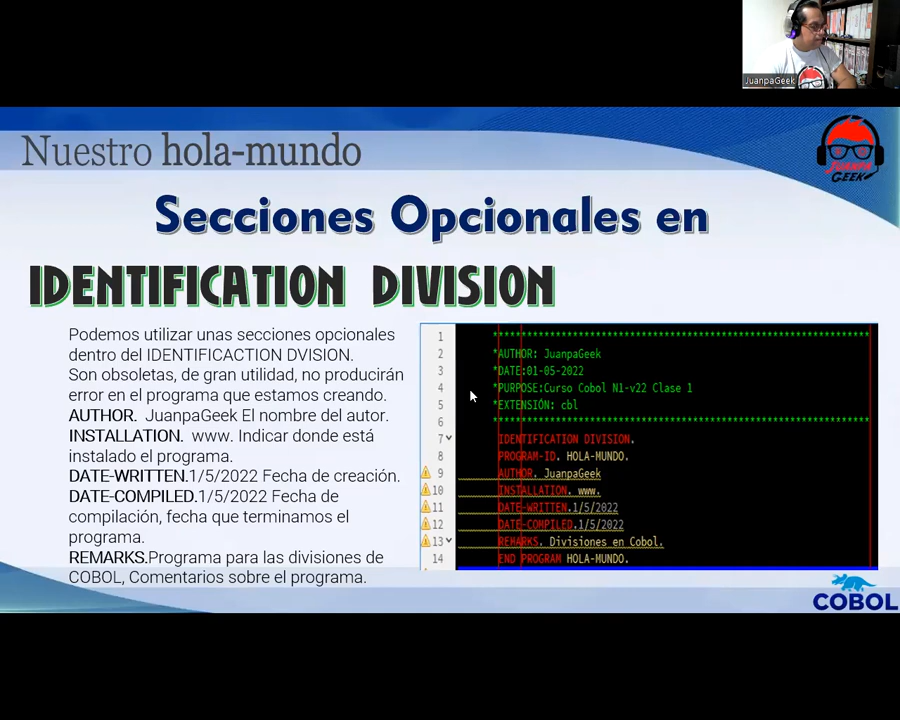 JuanpaGeek
Nuestro hola-mundo
JUANPA
GEEK
Secciones Opcionales en
IDENTIFICATION DIVISION
Podemos utilizar unas secciones opcionales
dentro del IDENTIFICACTION DVISION.
Son obsoletas, de gran utilidad, no producirán
error en el programa que estamos creando.
AUTHOR. JuanpaGeek El nombre del autor.
INSTALLATION. www. Indicar donde está
instalado el programa.
DATE-WRITTEN.1/5/2022 Fecha de creación.
DATE-COMPILED.1/5/2022 Fecha de
compilación, fecha que terminamos el
programa.
REMARKS.Programa para las divisiones de
COBOL, Comentarios sobre el programa.
1 ******************************************************************
2 *AUTHOR: JuanpaGeek
3 *DATE:01-05-2022
4 *PURPOSE:Curso Cobol N1-v22 Clase 1
5 *EXTENSIÓN: cbl
6 ******************************************************************
7 IDENTIFICATION DIVISION.
8 PROGRAM-ID. HOLA-MUNDO.
9 AUTHOR. JuanpaGeek
10 INSTALLATION. www.
11 DATE-WRITTEN.1/5/2022
12 DATE-COMPILED.1/5/2022
13 REMARKS. Divisiones en Cobol.
14 END PROGRAM HOLA-MUNDO.
COBOL